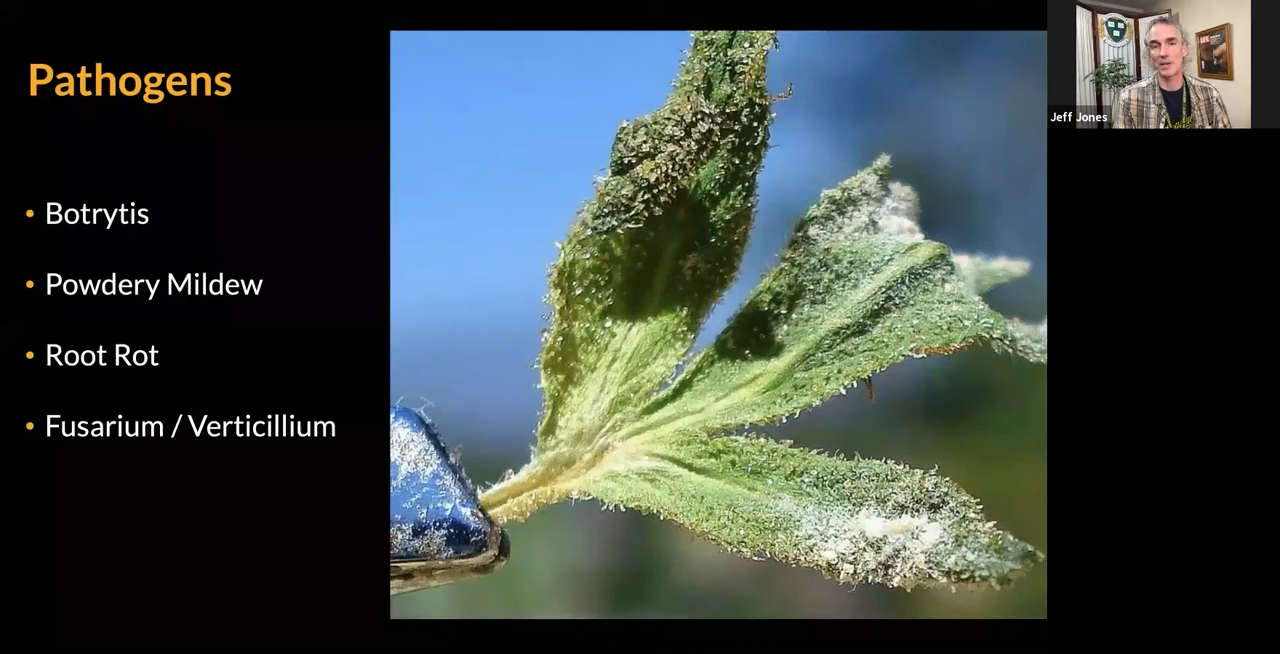 Pathogens
• Botrytis
• Powdery Mildew
• Root Rot
• Fusarium / Verticillium
Jeff Jones